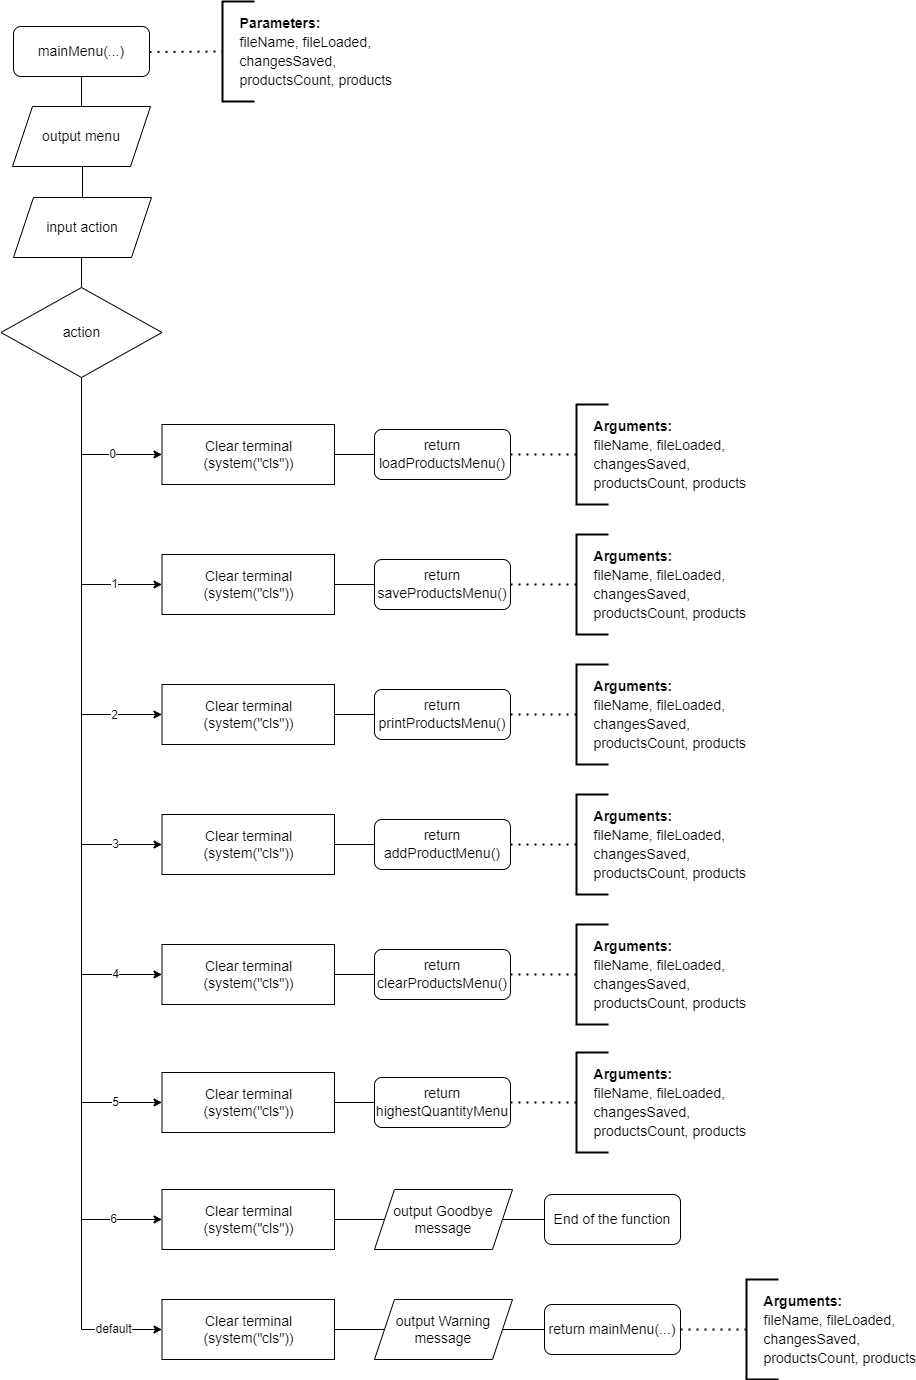 mainMenu(...)
Parameters:
fileName, fileLoaded,
changesSaved,
productsCount, products
output menu
input action
action
0
Clear terminal
(system("cls"))
return
loadProductsMenu()
Arguments:
fileName, fileLoaded,
changesSaved,
productsCount, products
1
Clear terminal
(system("cls"))
return
saveProductsMenu()
Arguments:
fileName, fileLoaded,
changesSaved,
productsCount, products
2
Clear terminal
(system("cls"))
return
printProductsMenu()
Arguments:
fileName, fileLoaded,
changesSaved,
productsCount, products
3
Clear terminal
(system("cls"))
return
addProductMenu()
Arguments:
fileName, fileLoaded,
changesSaved,
productsCount, products
4
Clear terminal
(system("cls"))
return
clearProductsMenu()
Arguments:
fileName, fileLoaded,
changesSaved,
productsCount, products
5
Clear terminal
(system("cls"))
return
highestQuantityMenu
Arguments:
fileName, fileLoaded,
changesSaved,
productsCount, products
6
Clear terminal
(system("cls"))
output Goodbye
message
End of the function
default
Clear terminal
(system("cls"))
output Warning
message
return mainMenu(...)
Arguments:
fileName, fileLoaded,
changesSaved,
productsCount, products